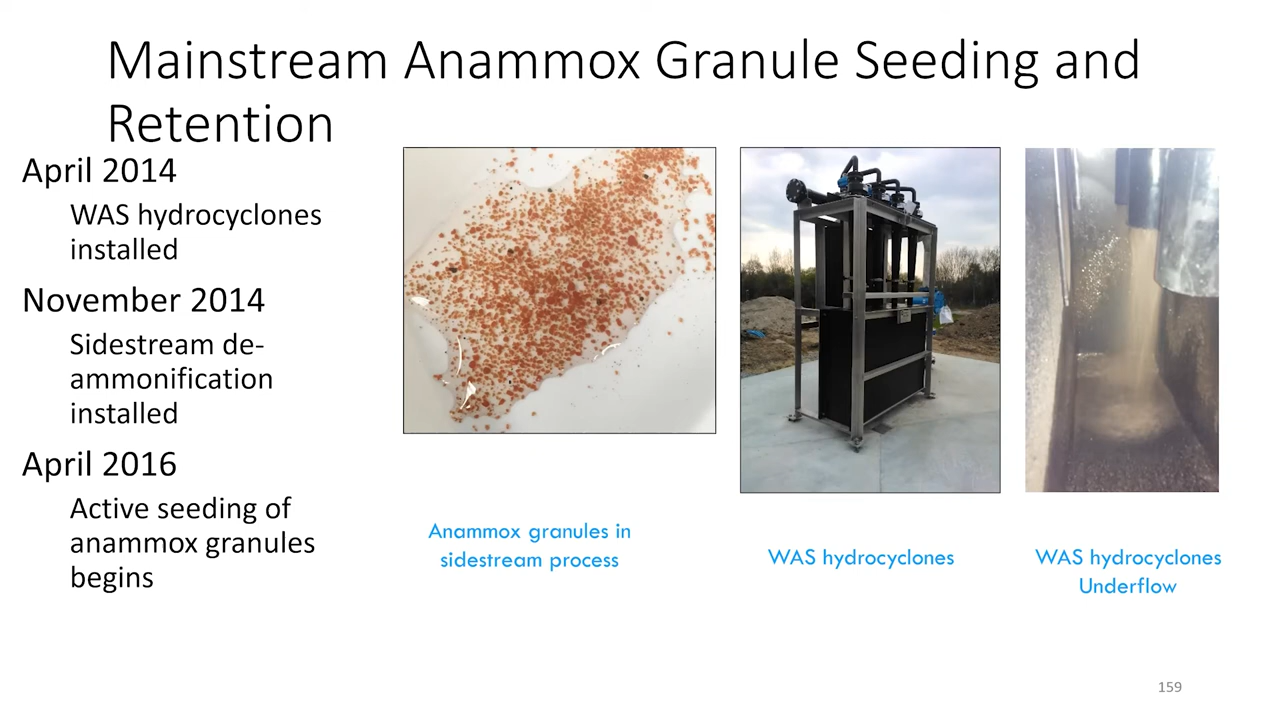 Mainstream Anammox Granule Seeding and
Retention
April 2014
WAS hydrocyclones
installed
November 2014
Sidestream de-
ammonification
installed
April 2016
Active seeding of
anammox granules
begins
Anammox granules in
sidestream process
WAS hydrocyclones
WAS hydrocyclones
Underflow
159